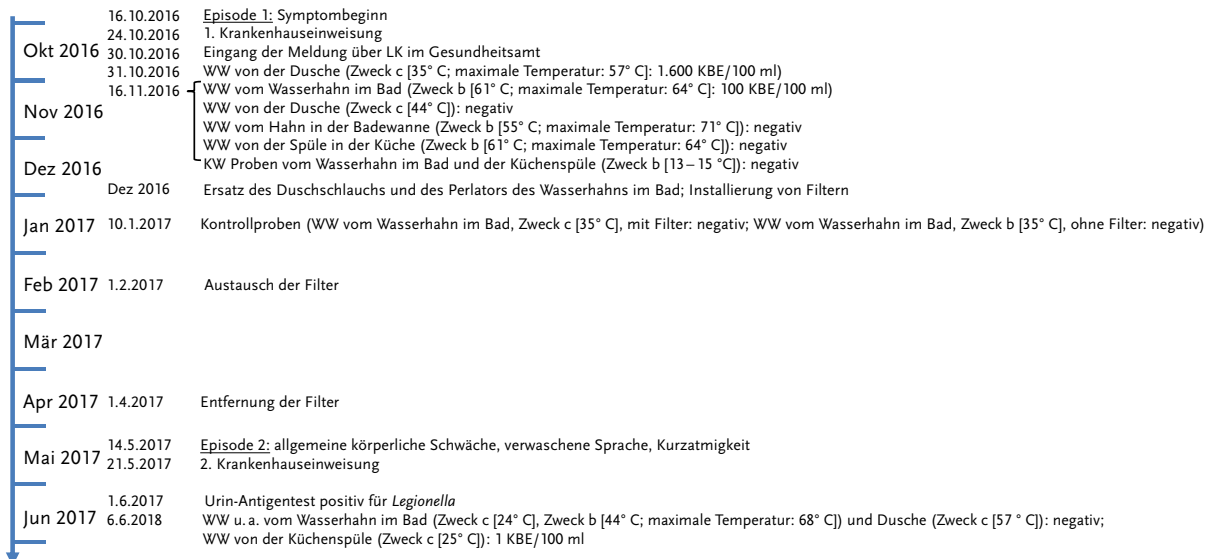 16.10.2016 Episode 1: Symptombeginn
24.10.2016 1. Krankenhauseinweisung
Okt 2016 30.10.2016 Eingang der Meldung über LK im Gesundheitsamt
31.10.2016 WW von der Dusche (Zweck c [35° C; maximale Temperatur: 57° C]: 1.600 KBE/100 ml)
16.11.2016 WW vom Wasserhahn im Bad (Zweck b [61° C; maximale Temperatur: 64° C]: 100 KBE/100 ml)
Nov 2016 WW von der Dusche (Zweck c [44° C]): negativ
WW vom Hahn in der Badewanne (Zweck b [55° C; maximale Temperatur: 71° C]): negativ
WW von der Spüle in der Küche (Zweck b [61° C; maximale Temperatur: 64° C]): negativ
Dez 2016 KW Proben vom Wasserhahn im Bad und der Küchenspüle (Zweck b [13–15 °C]): negativ
Dez 2016 Ersatz des Duschschlauchs und des Perlators des Wasserhahns im Bad; Installierung von Filtern
Jan 2017 10.1.2017 Kontrollproben (WW vom Wasserhahn im Bad, Zweck c [35° C], mit Filter: negativ; WW vom Wasserhahn im Bad, Zweck b [35° C], ohne Filter: negativ)
Feb 2017 1.2.2017 Austausch der Filter
Mär 2017
Apr 2017 1.4.2017 Entfernung der Filter
14.5.2017 Episode 2: allgemeine körperliche Schwäche, verwaschene Sprache, Kurzatmigkeit
Mai 2017 21.5.2017 2. Krankenhauseinweisung
1.6.2017 Urin-Antigentest positiv für Legionella
Jun 2017 6.6.2018 WW u. a. vom Wasserhahn im Bad (Zweck c [24° C], Zweck b [44° C; maximale Temperatur: 68° C]) und Dusche (Zweck c [57 ° C]): negativ;
WW von der Küchenspüle (Zweck c [25° C]): 1 KBE/100 ml